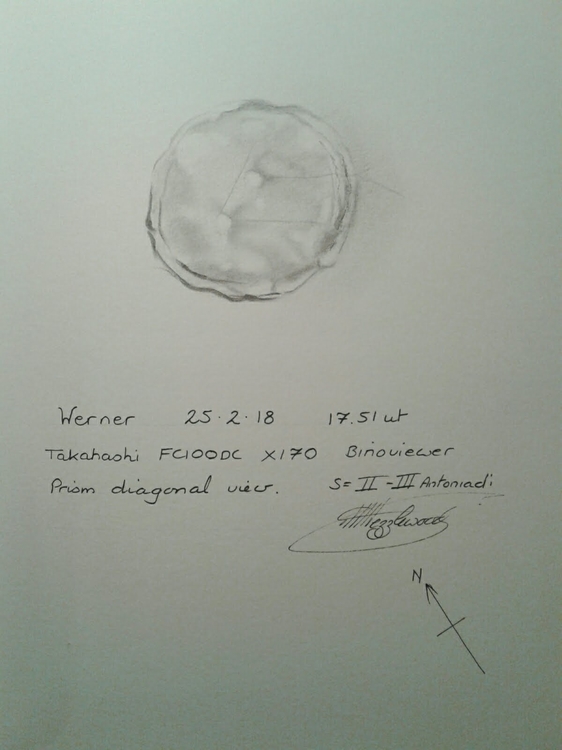 Werner 25.2.18 17.51 ut
Takahashi FC100DC X170 Binoviewer
Prism diagonal view. S= II - III Antoniadi
N